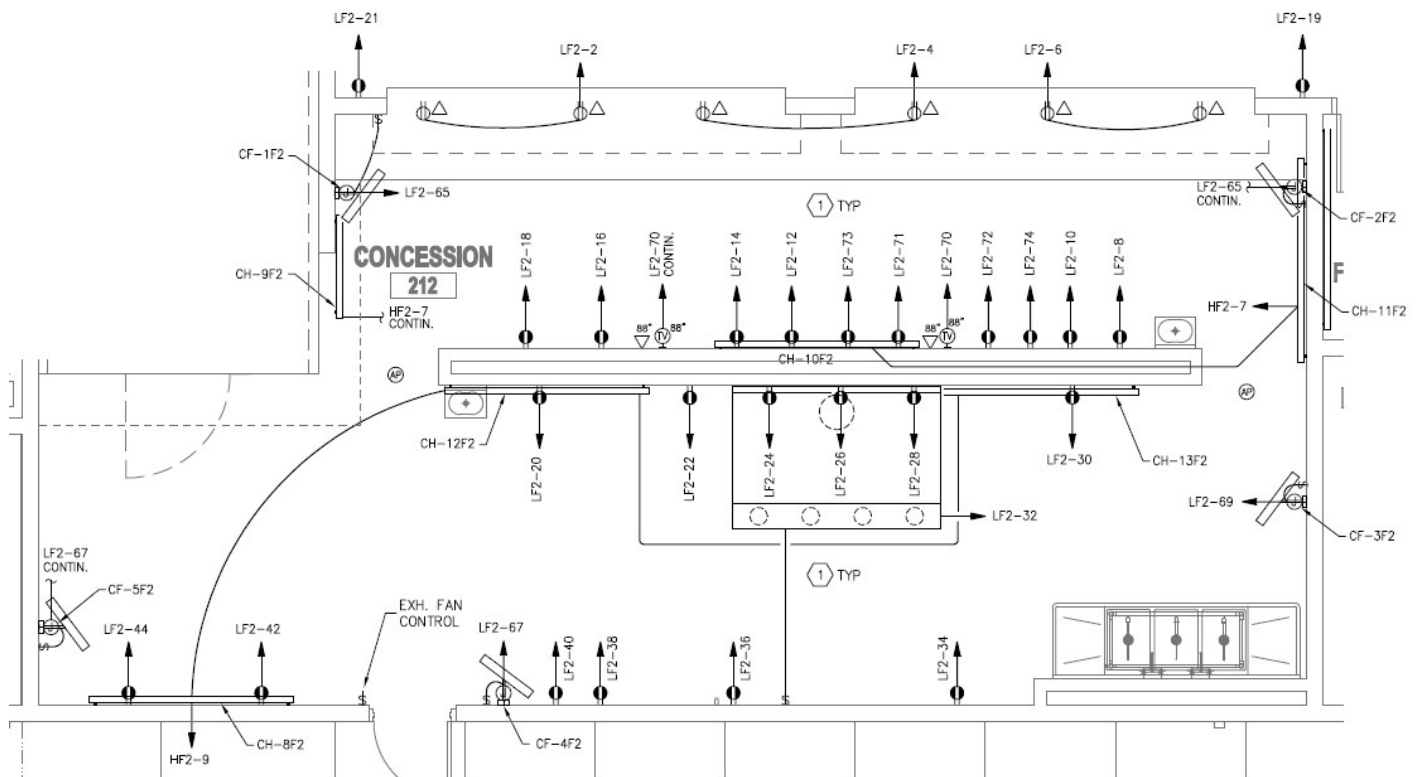 LF2-21
LF2-19
LF2-2
LF2-4
LF2-6
CF-1F2
LF2-65
1 TYP
LF2-65
CONTIN.
CF-2F2
CONCESSION
212
CH-9F2
HF2-7
CONTIN.
LF2-18
LF2-16
LF2-70
CONTIN.
LF2-14
LF2-12
LF2-73
LF2-71
LF2-70
LF2-72
LF2-74
LF2-10
LF2-8
F
HF2-7
CH-11F2
88"
TV
88"
88"
TV
88"
CH-10F2
AP
AP
CH-12F2
LF2-20
LF2-22
LF2-24
LF2-26
LF2-28
LF2-30
CH-13F2
LF2-32
LF2-69
S
CF-3F2
1 TYP
LF2-67
CONTIN.
CF-5F2
S
LF2-44
LF2-42
EXH. FAN
CONTROL
LF2-67
LF2-40
LF2-38
LF2-36
LF2-34
S
S
S
HF2-9
CH-8F2
CF-4F2